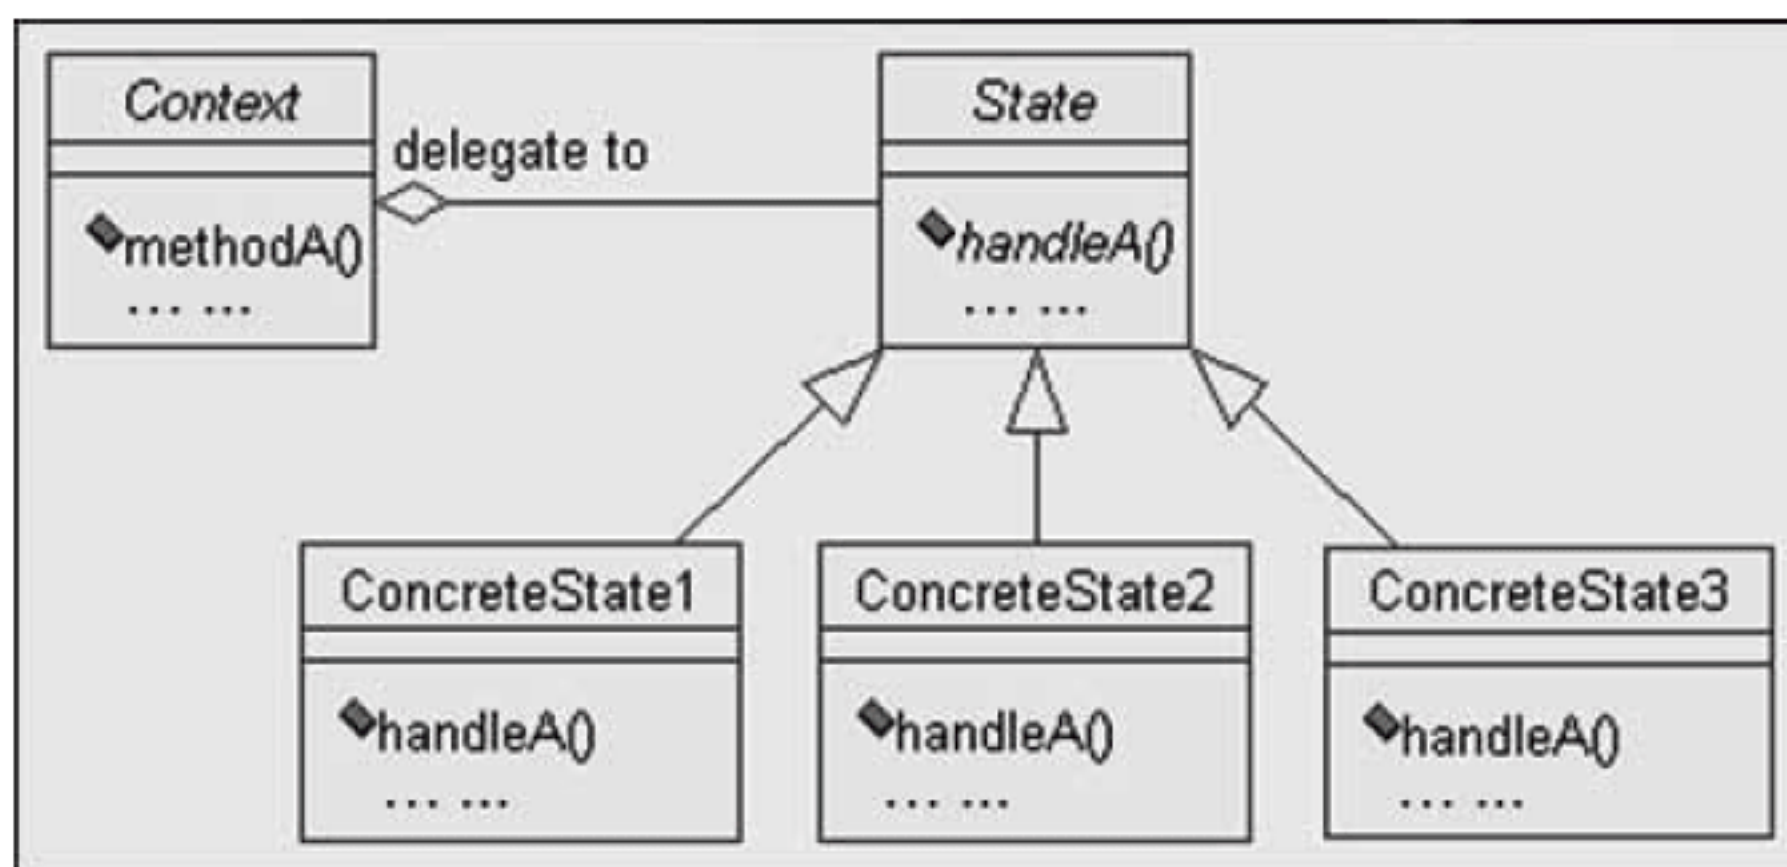 Context
methodA()
... ...
delegate to
State
handleA()
... ...
ConcreteState1
handleA()
... ...
ConcreteState2
handleA()
... ...
ConcreteState3
handleA()
... ...